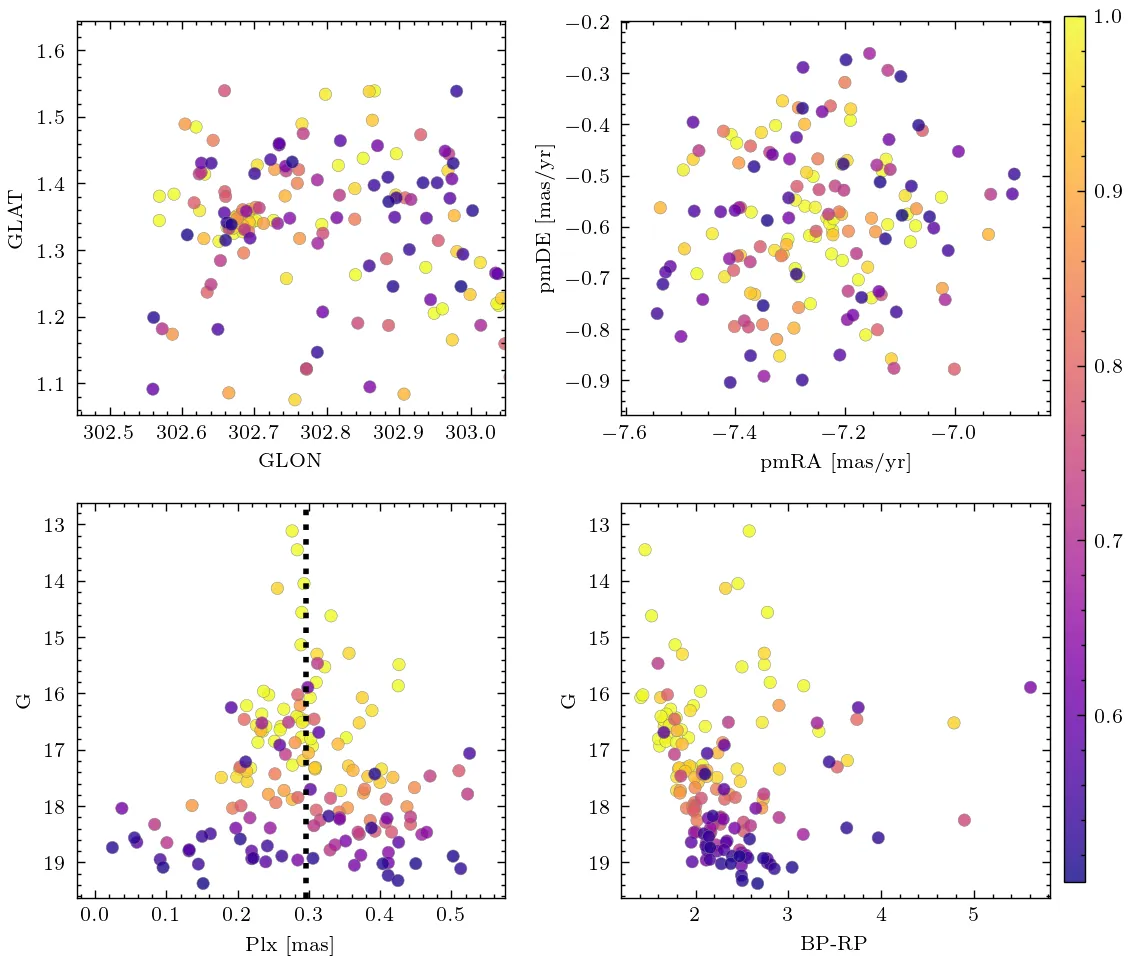 1.6
1.5
1.4
1.3
1.2
1.1
GLAT
302.5 302.6 302.7 302.8 302.9 303.0
GLON
−0.2
−0.3
−0.4
−0.5
−0.6
−0.7
−0.8
−0.9
pmDE [mas/yr]
−7.6 −7.4 −7.2 −7.0
pmRA [mas/yr]
1.0
0.9
0.8
0.7
0.6
13
14
15
16
17
18
19
G
0.0 0.1 0.2 0.3 0.4 0.5
Plx [mas]
13
14
15
16
17
18
19
G
2 3 4 5
BP-RP